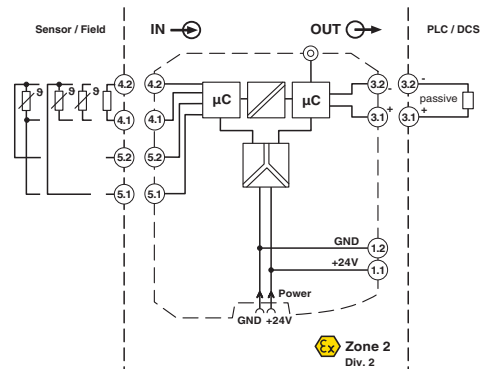 Sensor / Field
IN
OUT
PLC / DCS
ϑ ϑ ϑ
4.2 4.2
µC
µC
3.2 - 3.2 -
passive
4.1 4.1
3.1 + 3.1 +
5.2 5.2
5.1 5.1
GND 1.2
+24V 1.1
Power
GND +24V
Ex Zone 2
Div. 2